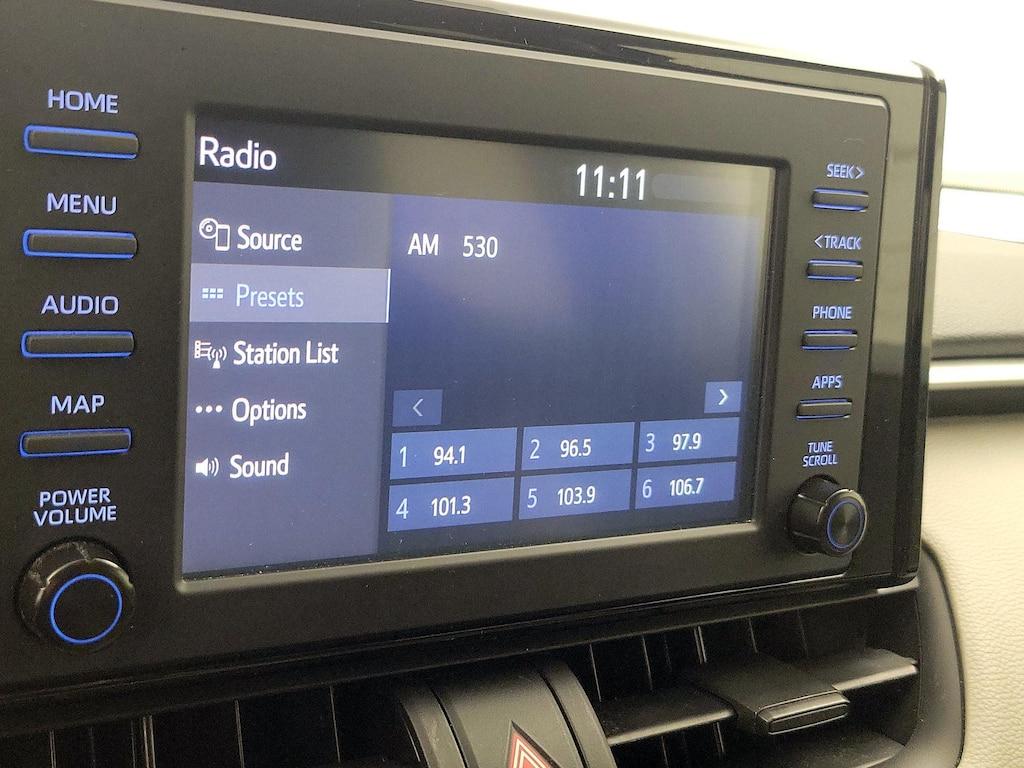 HOME
MENU
AUDIO
MAP
POWER
VOLUME
Radio
11:11
Source
Presets
Station List
Options
Sound
AM 530
<
>
1 94.1
2 96.5
3 97.9
4 101.3
5 103.9
6 106.7
SEEK>
<TRACK
PHONE
APPS
TUNE
SCROLL